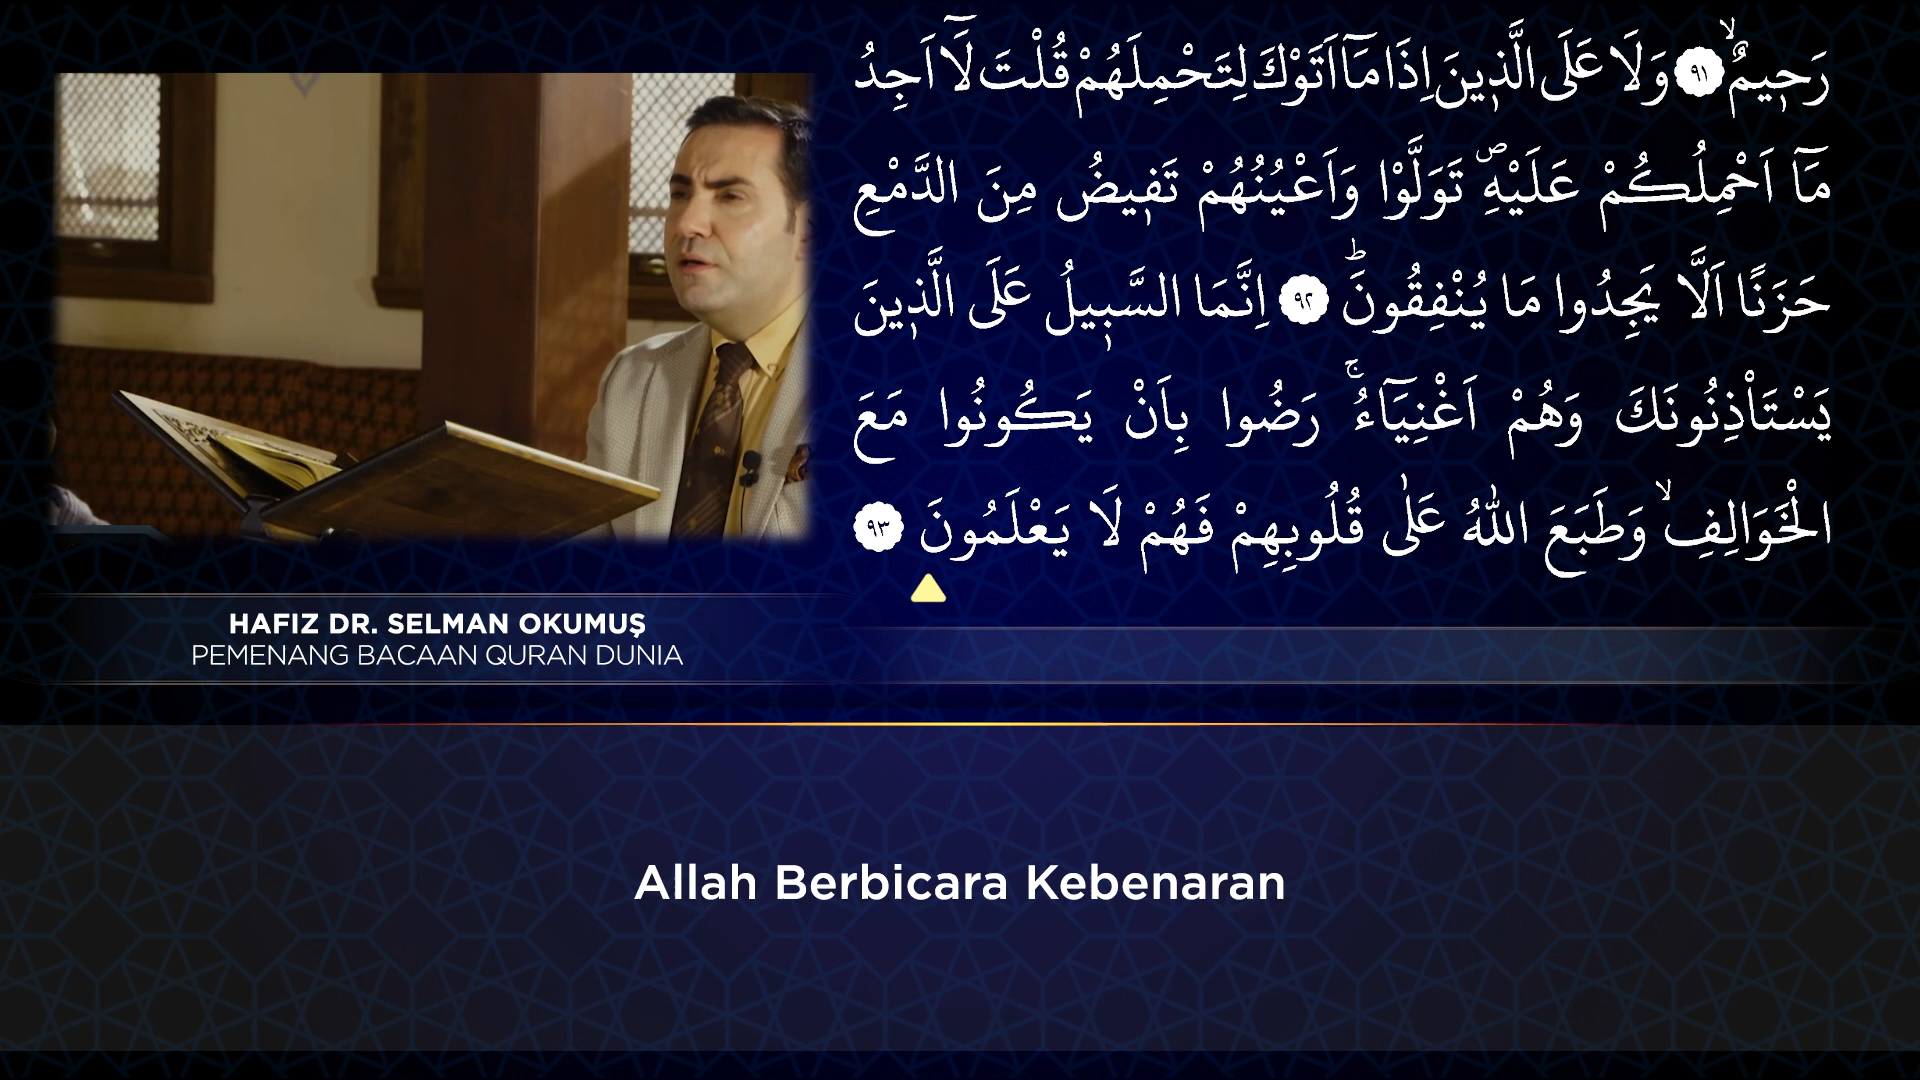 رَحِيمٌۙ ﴿٩١﴾ وَلَا عَلَى الَّذِينَ اِذَا مَٓا اَتَوْكَ لِتَحْمِلَهُمْ قُلْتَ لَٓا اَجِدُ
مَٓا اَحْمِلُكُمْ عَلَيْهِۖ تَوَلَّوْا وَاَعْيُنُهُمْ تَفِيضُ مِنَ الدَّمْعِ
حَزَنًا اَلَّا يَجِدُوا مَا يُنْفِقُونَۜ ﴿٩٢﴾ اِنَّمَا السَّبِيلُ عَلَى الَّذِينَ
يَسْتَأْذِنُونَكَ وَهُمْ اَغْنِيَٓاءُۚ رَضُوا بِاَنْ يَكُونُوا مَعَ
الْخَوَالِفِۙ وَطَبَعَ اللّٰهُ عَلٰى قُلُوبِهِمْ فَهُمْ لَا يَعْلَمُونَ ﴿٩٣﴾
HAFIZ DR. SELMAN OKUMUŞ
PEMENANG BACAAN QURAN DUNIA
Allah Berbicara Kebenaran